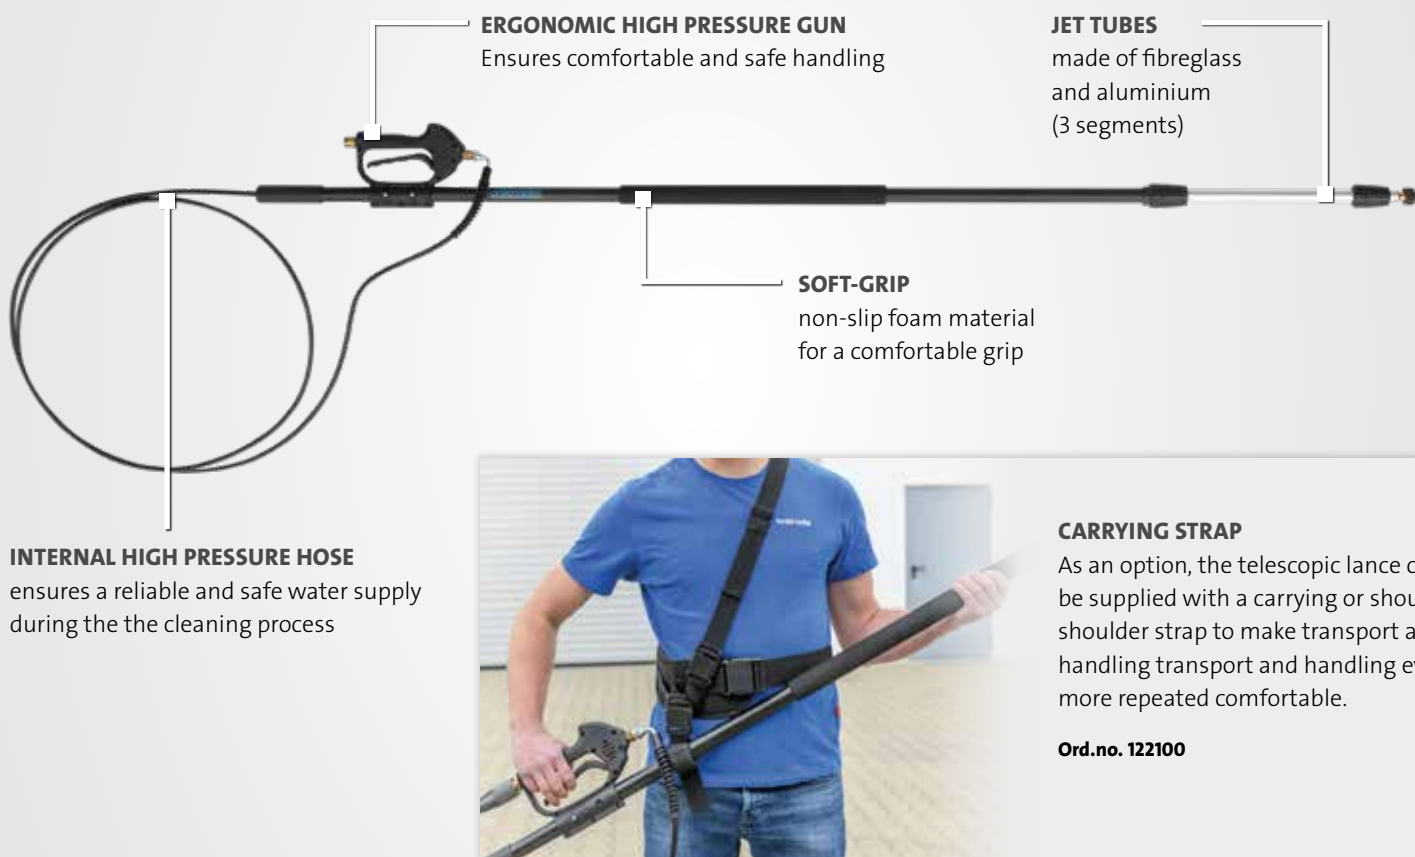 ERGONOMIC HIGH PRESSURE GUN
Ensures comfortable and safe handling
JET TUBES
made of fibreglass
and aluminium
(3 segments)
SOFT-GRIP
non-slip foam material
for a comfortable grip
INTERNAL HIGH PRESSURE HOSE
ensures a reliable and safe water supply
during the the cleaning process
CARRYING STRAP
As an option, the telescopic lance
be supplied with a carrying or
shoulder strap to make transport
handling transport and handling
more repeated comfortable.
Ord.no. 122100